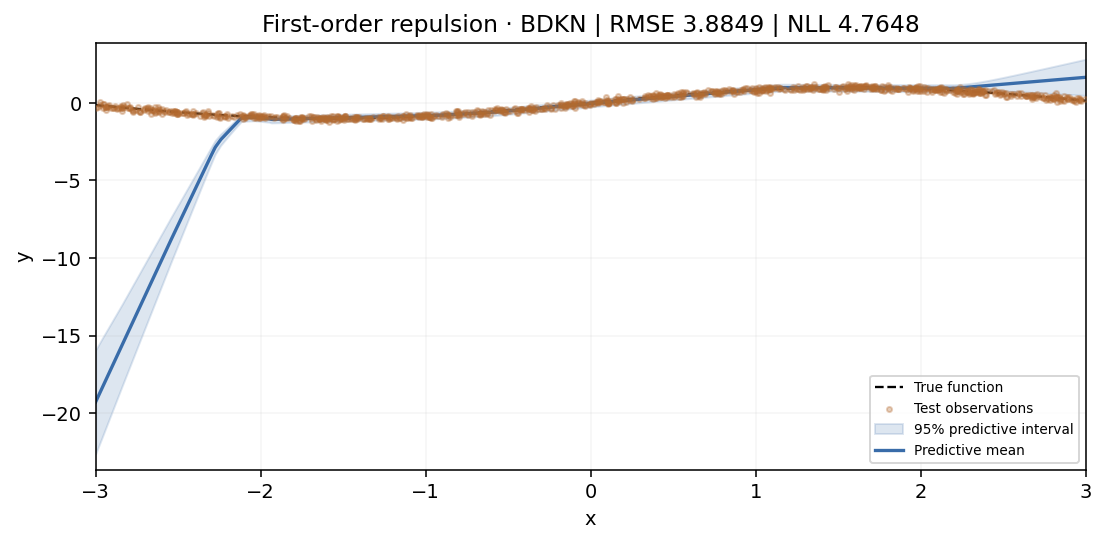 First-order repulsion · BDKN | RMSE 3.8849 | NLL 4.7648
y
0
−5
−10
−15
−20
−3
−2
−1
0
1
2
3
x
True function
Test observations
95% predictive interval
Predictive mean